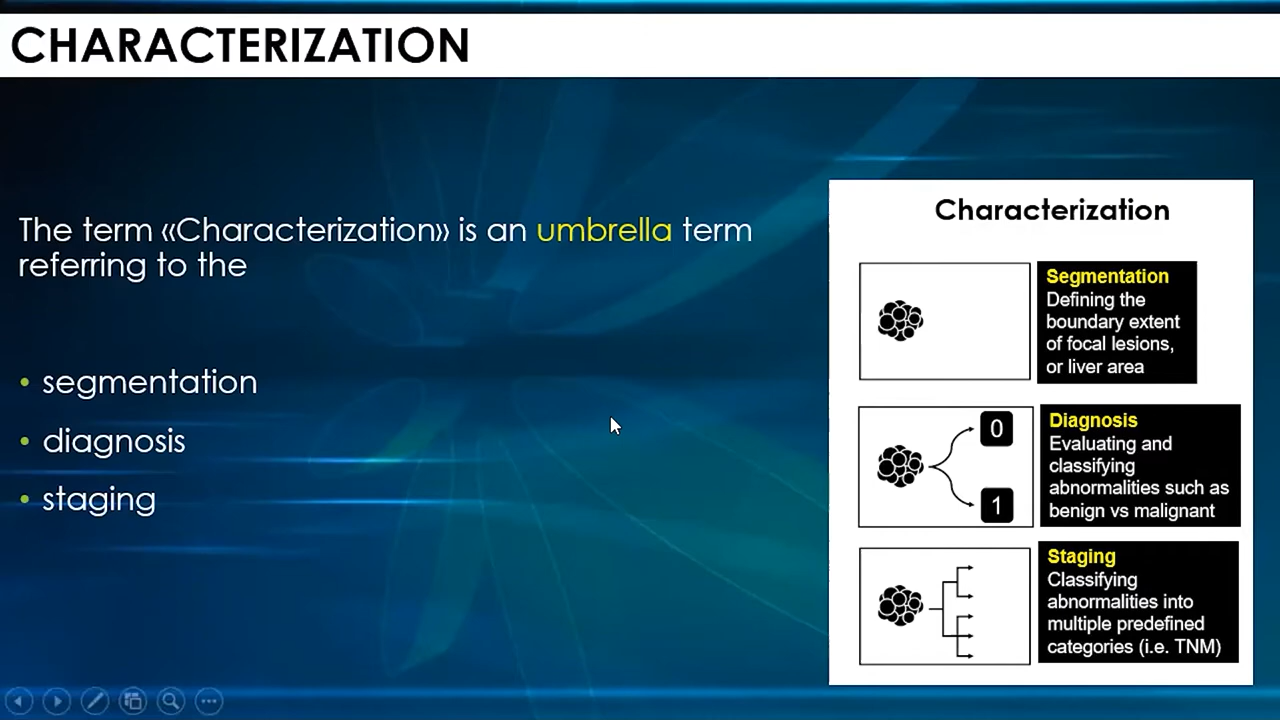 CHARACTERIZATION
The term «Characterization» is an umbrella term
referring to the
• segmentation
• diagnosis
• staging
Characterization
Segmentation
Defining the
boundary extent
of focal lesions,
or liver area
0
1
Diagnosis
Evaluating and
classifying
abnormalities such as
benign vs malignant
Staging
Classifying
abnormalities into
multiple predefined
categories (i.e. TNM)